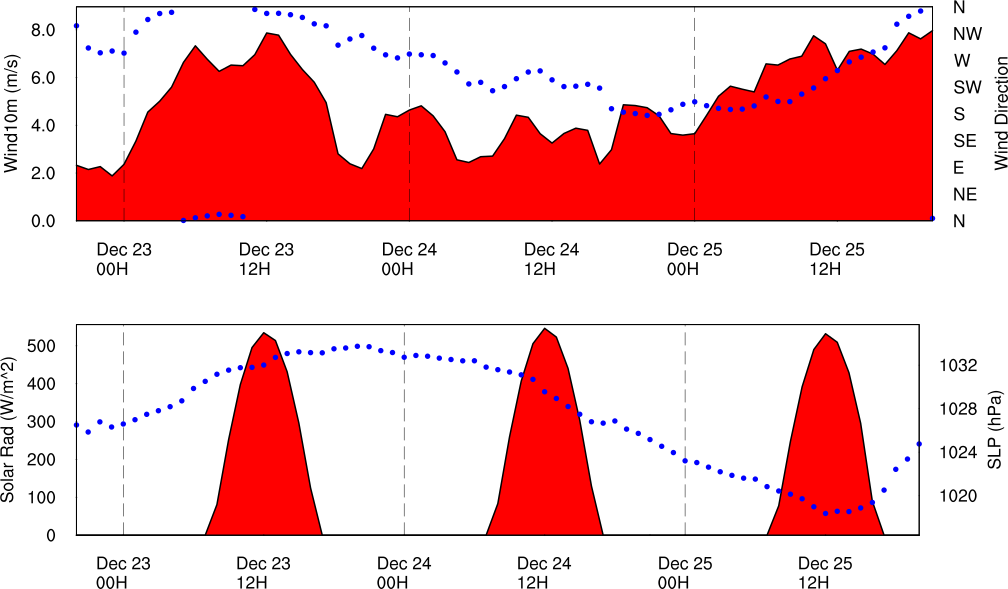 Wind10m (m/s)
8.0
6.0
4.0
2.0
0.0
N
NW
W
SW
S
SE
E
NE
N
Wind Direction
Dec 23 Dec 23 Dec 24 Dec 24 Dec 25 Dec 25
00H 12H 00H 12H 00H 12H
Solar Rad (W/m^2)
500
400
300
200
100
0
1032
1028
1024
1020
SLP (hPa)
Dec 23 Dec 23 Dec 24 Dec 24 Dec 25 Dec 25
00H 12H 00H 12H 00H 12H